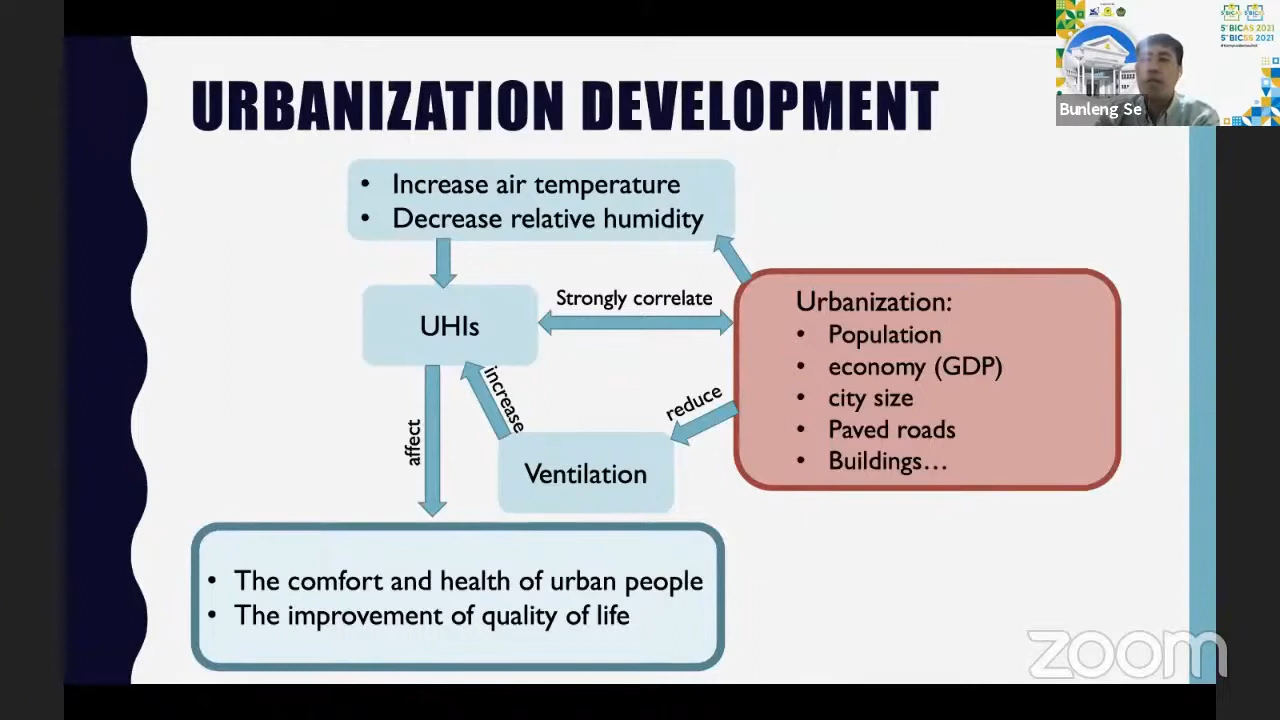 URBANIZATION DEVELOPMENT
• Increase air temperature
• Decrease relative humidity
UHIs
Strongly correlate
Urbanization:
• Population
• economy (GDP)
• city size
• Paved roads
• Buildings…
increase
reduce
affect
Ventilation
• The comfort and health of urban people
• The improvement of quality of life
Bunleng Se
5th BICAS 2021
5th BICSS 2021
zoom